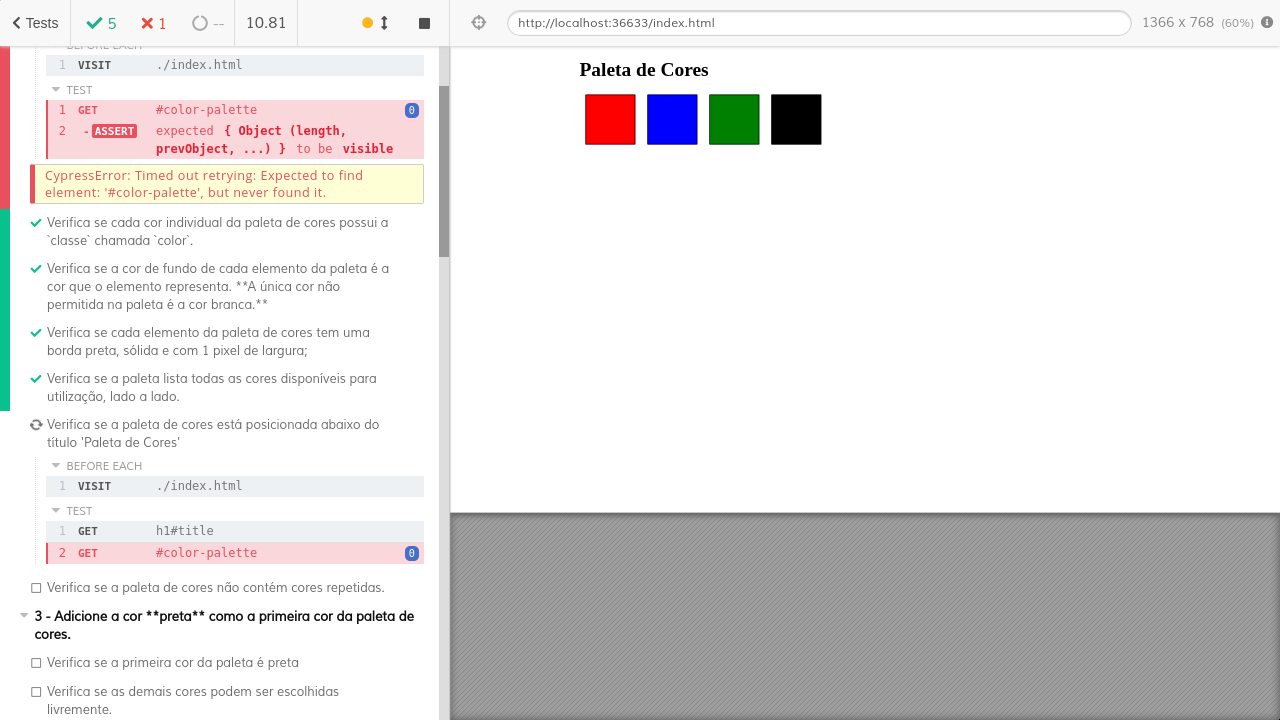 Tests
5
1
--
10.81
http://localhost:36633/index.html
1366 x 768 (60%)
BEFORE EACH
1 VISIT ./index.html
TEST
1 GET #color-palette 0
2 -ASSERT expected { Object (length,
prevObject, ...) } to be visible
CypressError: Timed out retrying: Expected to find
element: '#color-palette', but never found it.
Verifica se cada cor individual da paleta de cores possui a
`classe` chamada `color`.
Verifica se a cor de fundo de cada elemento da paleta é a
cor que o elemento representa. **A única cor não
permitida na paleta é a cor branca.**
Verifica se cada elemento da paleta de cores tem uma
borda preta, sólida e com 1 pixel de largura;
Verifica se a paleta lista todas as cores disponíveis para
utilização, lado a lado.
Verifica se a paleta de cores está posicionada abaixo do
título 'Paleta de Cores'
BEFORE EACH
1 VISIT ./index.html
TEST
1 GET h1#title
2 GET #color-palette 0
Verifica se a paleta de cores não contém cores repetidas.
3 - Adicione a cor **preta** como a primeira cor da paleta de
cores.
Verifica se a primeira cor da paleta é preta
Verifica se as demais cores podem ser escolhidas
livremente.
Paleta de Cores